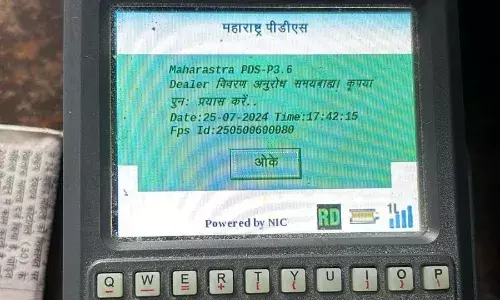 महाराष्ट्र पीडीएस
Maharastra PDS-P3.6
Dealer विवरण अनुरोध समयबाह्य। कृपया
पुनः प्रयास करें..
Date:25-07-2024 Time:17:42:15
Fps Id:250500600080
ओके
Powered by NIC
RD
1L
Q W E R T Y U I O P